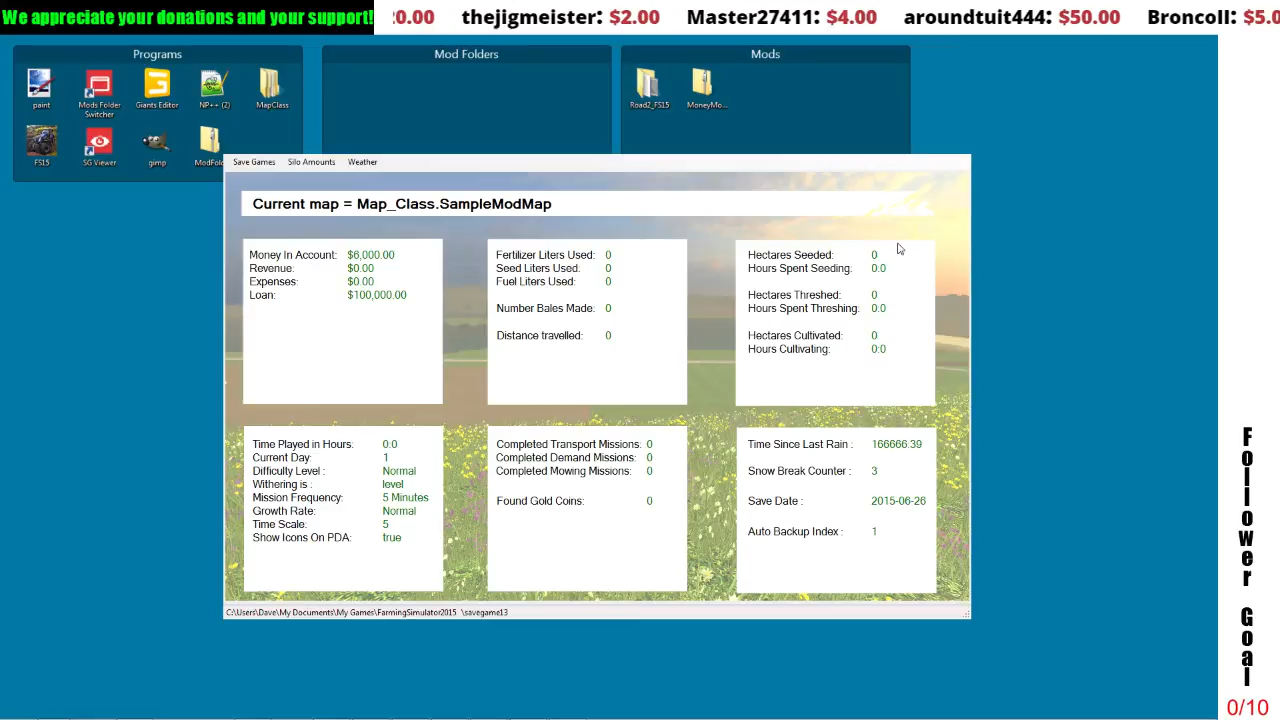 We appreciate your donations and your support!
0.00 thejigmeister: $2.00 Master27411: $4.00 aroundtuit444: $50.00 BroncoII: $5.0
Programs
Mod Folders
Mods
paint
Mods Folder Switcher
Giants Editor
NP++ (2)
MapClass
Road2_FS15
MoneyMo...
FS15
SG Viewer
gimp
ModFol
Save Games Silo Amounts Weather
Current map = Map_Class.SampleModMap
Money In Account: $6,000.00
Revenue: $0.00
Expenses: $0.00
Loan: $100,000.00
Fertilizer Liters Used: 0
Seed Liters Used: 0
Fuel Liters Used: 0
Number Bales Made: 0
Distance travelled: 0
Hectares Seeded: 0
Hours Spent Seeding: 0:0
Hectares Threshed: 0
Hours Spent Threshing: 0:0
Hectares Cultivated: 0
Hours Cultivating: 0:0
Time Played in Hours: 0:0
Current Day: 1
Difficulty Level : Normal
Withering is : level
Mission Frequency: 5 Minutes
Growth Rate: Normal
Time Scale: 5
Show Icons On PDA: true
Completed Transport Missions: 0
Completed Demand Missions: 0
Completed Mowing Missions: 0
Found Gold Coins: 0
Time Since Last Rain : 166666:39
Snow Break Counter : 3
Save Date : 2015-06-26
Auto Backup Index : 1
C:\Users\Dave\My Documents\My Games\FarmingSimulator2015 \savegame13
Follower Goal
0/10